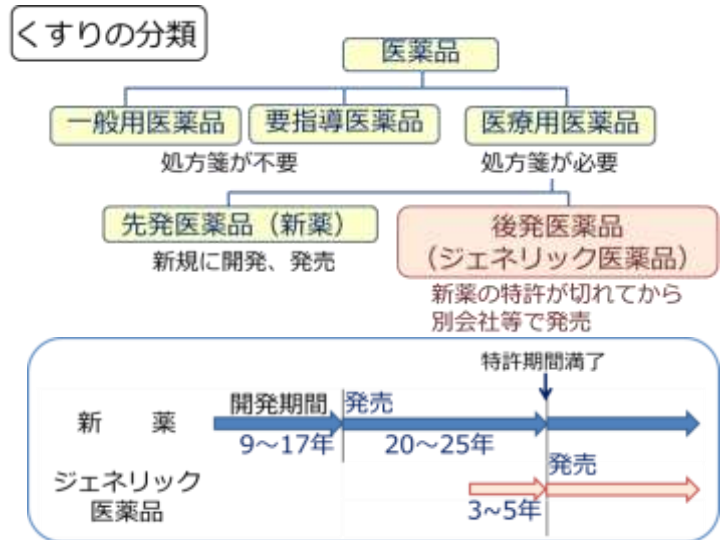 くすりの分類
医薬品
一般用医薬品
要指導医薬品
医療用医薬品
処方箋が不要
処方箋が必要
先発医薬品（新薬）
新規に開発、発売
後発医薬品
（ジェネリック医薬品）
新薬の特許が切れてから
別会社等で発売
特許期間満了
新　薬
開発期間
発売
9～17年
20～25年
ジェネリック
医薬品
発売
3~5年